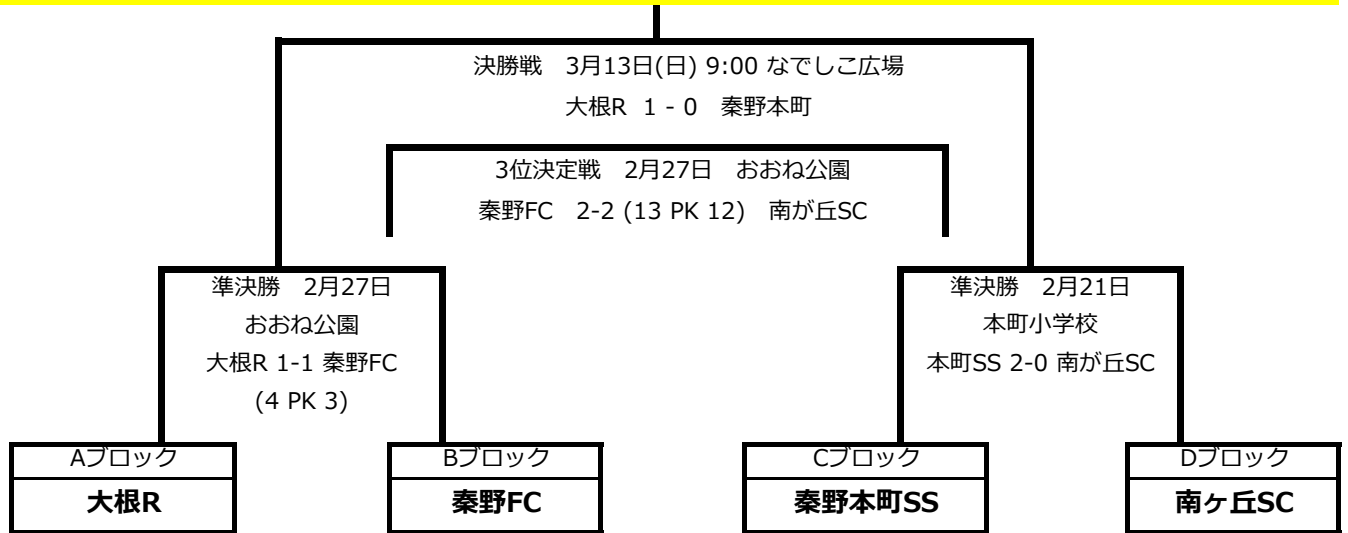 決勝戦　3月13日(日) 9:00 なでしこ広場
大根R 1 - 0　秦野本町
3位決定戦　2月27日　おおね公園
秦野FC　2-2 (13 PK 12)　南が丘SC
準決勝　2月27日
おおね公園
大根R 1-1 秦野FC
(4 PK 3)
準決勝　2月21日
本町小学校
本町SS 2-0 南が丘SC
Aブロック
大根R
Bブロック
秦野FC
Cブロック
秦野本町SS
Dブロック
南ヶ丘SC